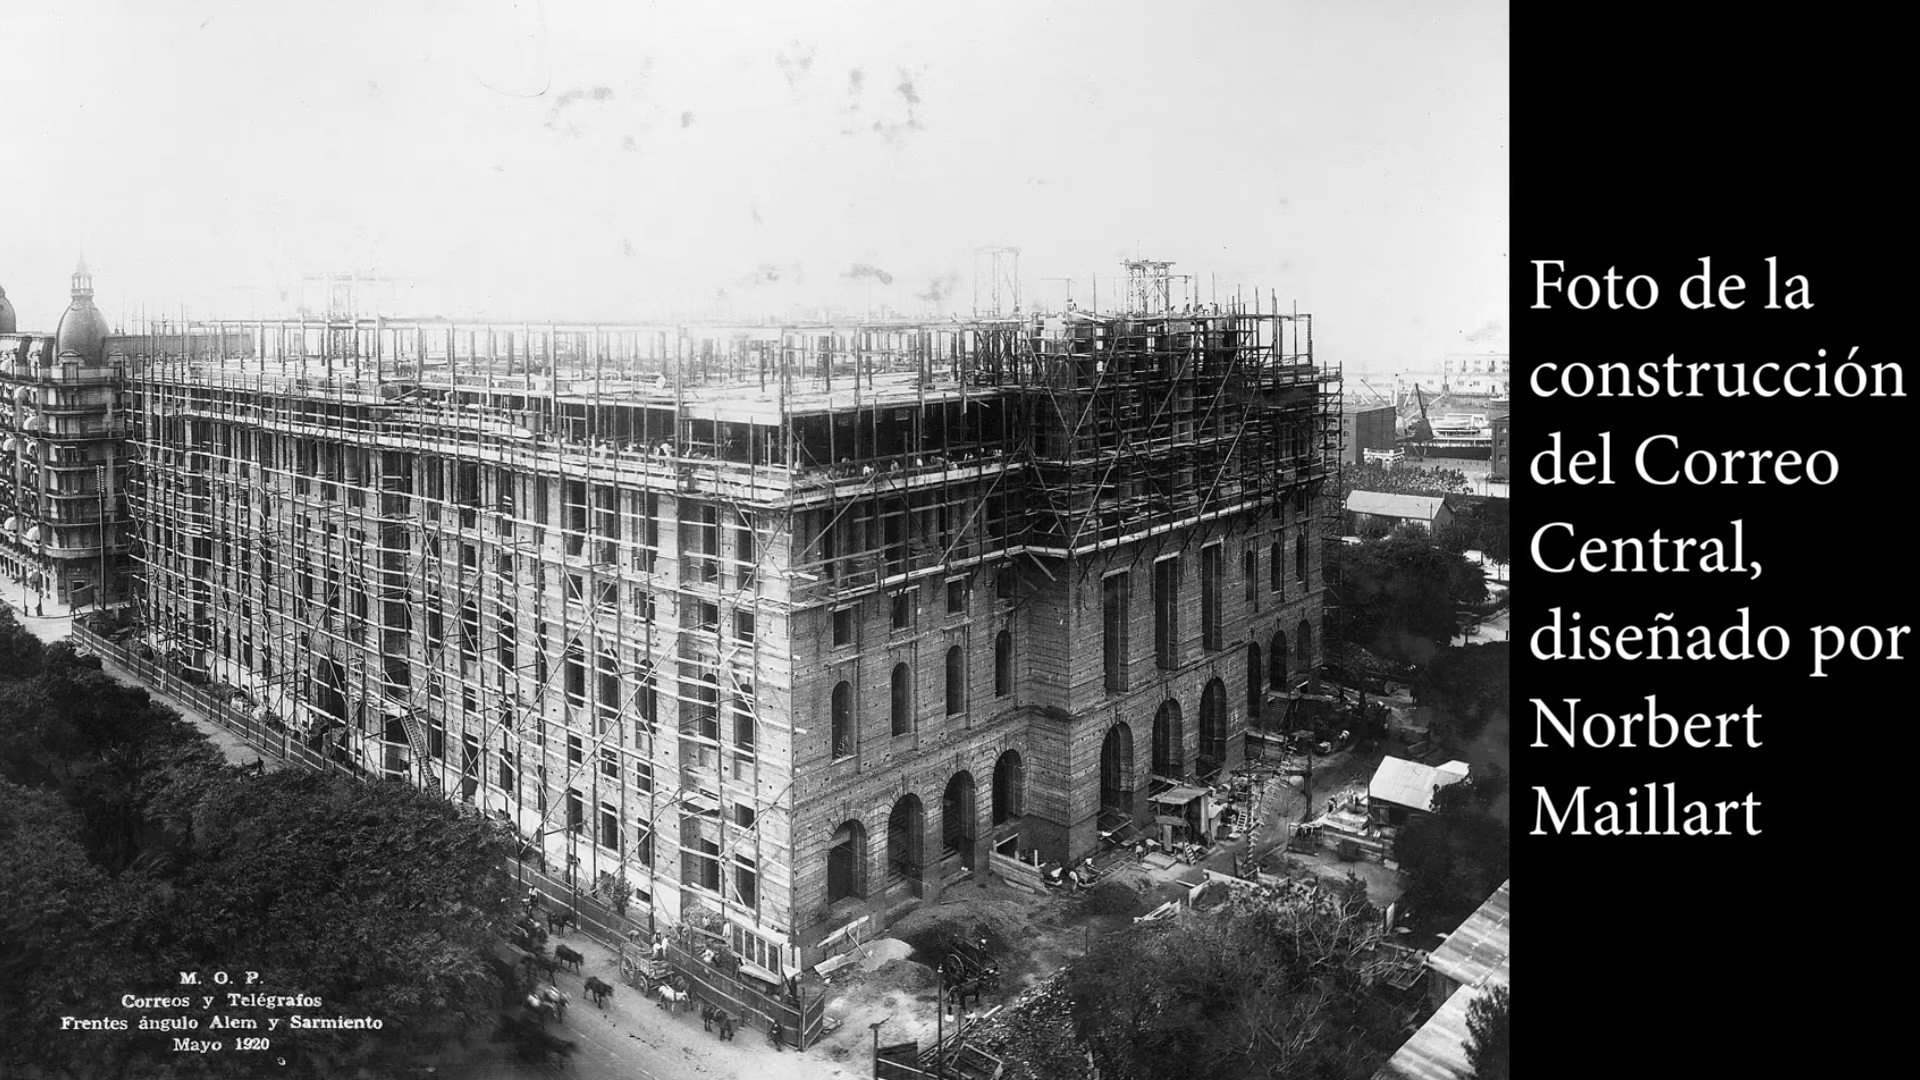 Foto de la
construcción
del Correo
Central,
diseñado por
Norbert
Maillart
M. O. P.
Correos y Telégrafos
Frentes ángulo Alem y Sarmiento
Mayo 1920